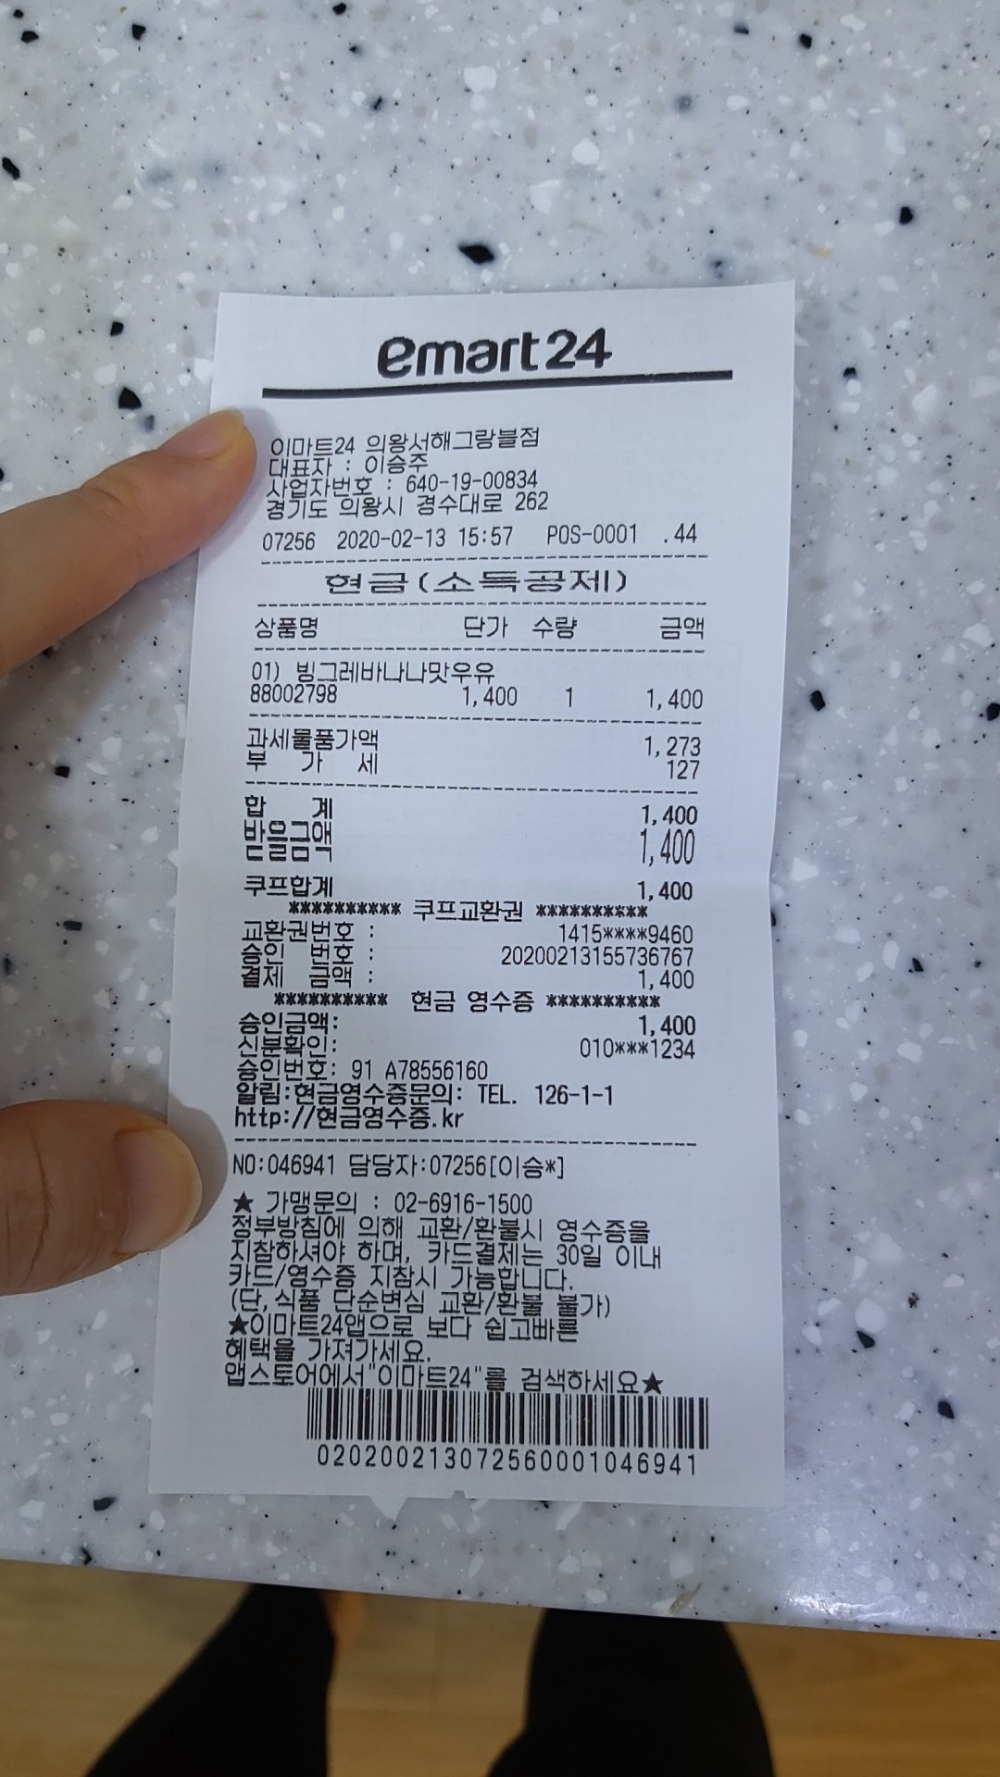 emart24
이마트24 의왕서해그랑블점
대표자 : 이승주
사업자번호 : 640-19-00834
경기도 의왕시 경수대로 262
07256 2020-02-13 15:57 POS-0001 .44
현금(소득공제)
상품명 단가 수량 금액
01) 빙그레바나나맛우유
88002798 1,400 1 1,400
과세물품가액 1,273
부 가 세 127
합 계 1,400
받을금액 1,400
쿠프합계 1,400
********** 쿠프교환권 **********
교환권번호 : 1415****9460
승인 번호 : 20200213155736767
결제 금액 : 1,400
********** 현금 영수증 **********
승인금액: 1,400
신분확인: 010***1234
승인번호: 91 A78556160
알림:현금영수증문의: TEL. 126-1-1
http://현금영수증.kr
NO:046941 담당자:07256[이승*]
★ 가맹문의 : 02-6916-1500
정부방침에 의해 교환/환불시 영수증을
지참하셔야 하며, 카드결제는 30일 이내
카드/영수증 지참시 가능합니다.
(단,식품 단순변심 교환/환불 불가)
★이마트24앱으로 보다 쉽고빠른
혜택을 가져가세요.
앱스토어에서"이마트24"를 검색하세요★
020200213072560001046941